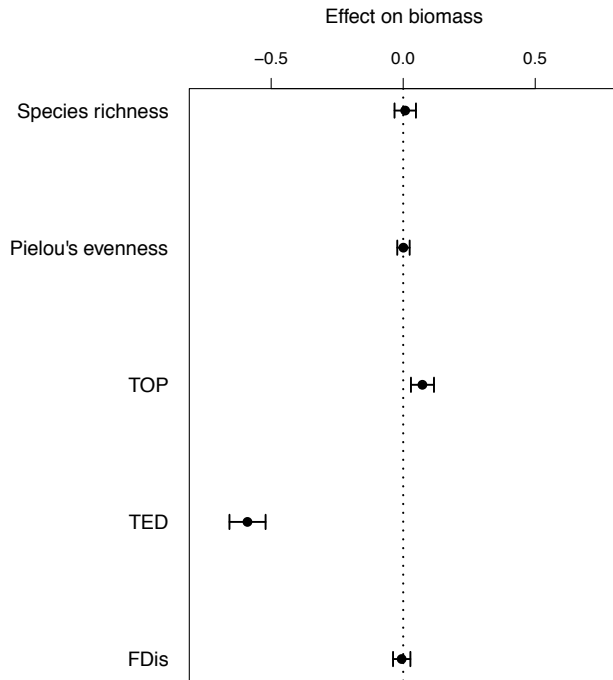 Effect on biomass
−0.5 0.0 0.5
Species richness
Pielou's evenness
TOP
TED
FDis